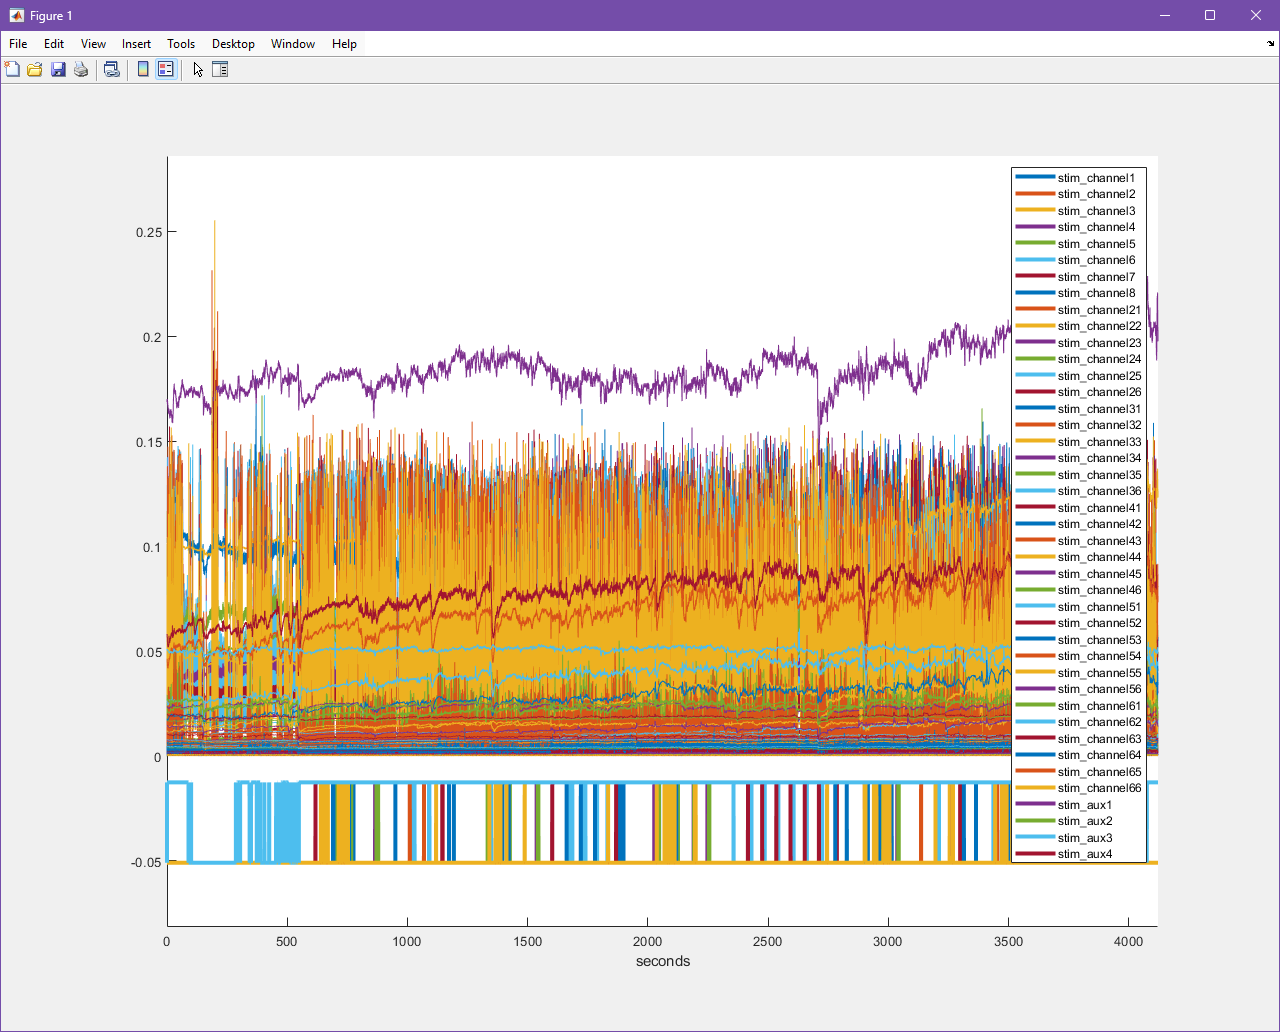 Figure 1
File Edit View Insert Tools Desktop Window Help
0.25
0.2
0.15
0.1
0.05
0
-0.05
0 500 1000 1500 2000 2500 3000 3500 4000
seconds
stim_channel1
stim_channel2
stim_channel3
stim_channel4
stim_channel5
stim_channel6
stim_channel7
stim_channel8
stim_channel21
stim_channel22
stim_channel23
stim_channel24
stim_channel25
stim_channel26
stim_channel31
stim_channel32
stim_channel33
stim_channel34
stim_channel35
stim_channel36
stim_channel41
stim_channel42
stim_channel43
stim_channel44
stim_channel45
stim_channel46
stim_channel51
stim_channel52
stim_channel53
stim_channel54
stim_channel55
stim_channel56
stim_channel61
stim_channel62
stim_channel63
stim_channel64
stim_channel65
stim_channel66
stim_aux1
stim_aux2
stim_aux3
stim_aux4